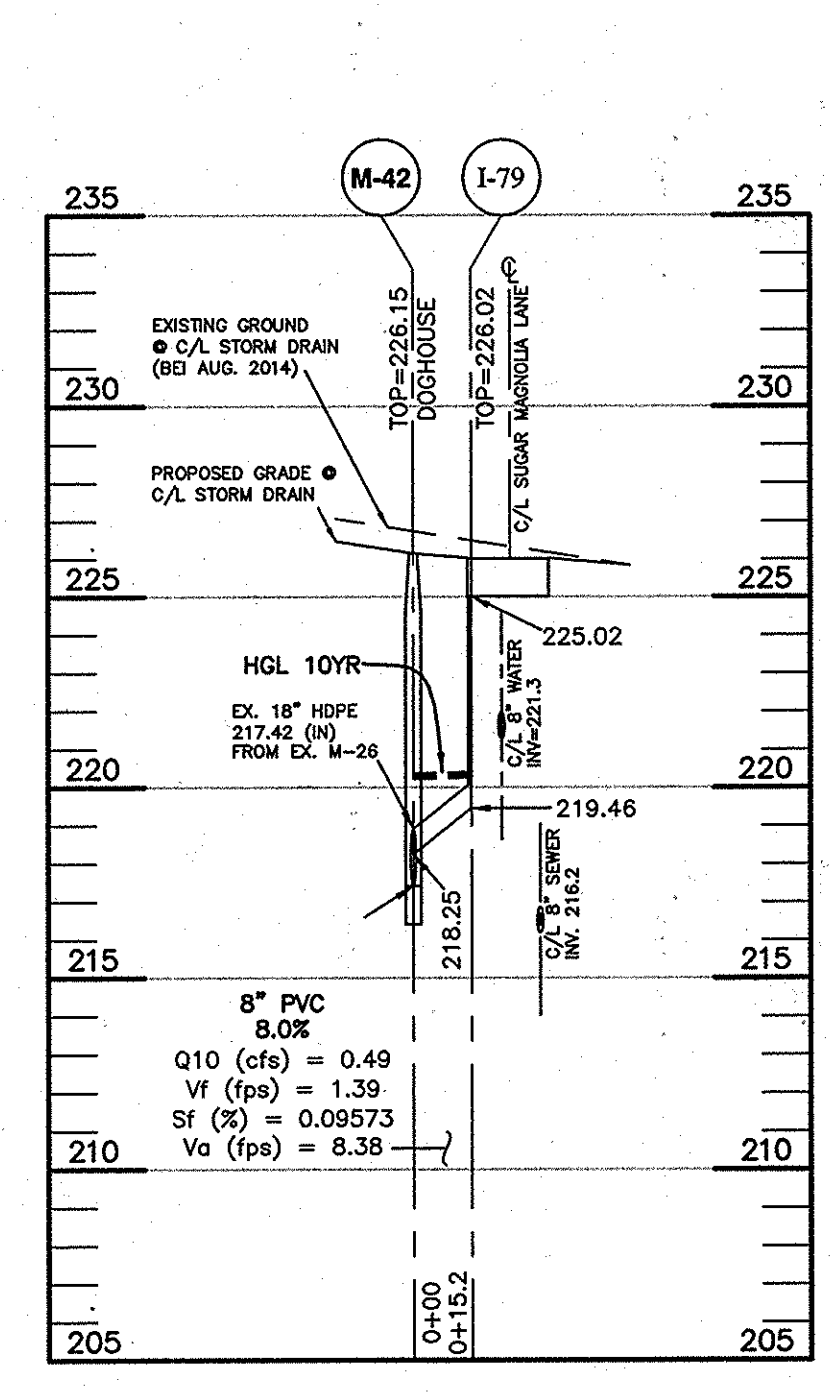 M-42
I-79
235
235
TOP=226.15
DOGHOUSE
TOP=226.02
C/L SUGAR MAGNOLIA LANE
EXISTING GROUND
@ C/L STORM DRAIN
(BEI AUG. 2014)
230
230
PROPOSED GRADE @
C/L STORM DRAIN
225
225
225.02
HGL 10YR
C/L 8" WATER
INV=221.3
EX. 18" HDPE
217.42 (IN)
FROM EX. M-26
220
220
219.46
218.25
C/L 8" SEWER
INV. 216.2
215
215
8" PVC
8.0%
Q10 (cfs) = 0.49
Vf (fps) = 1.39
Sf (%) = 0.09573
Va (fps) = 8.38
210
210
0+00
0+15.2
205
205